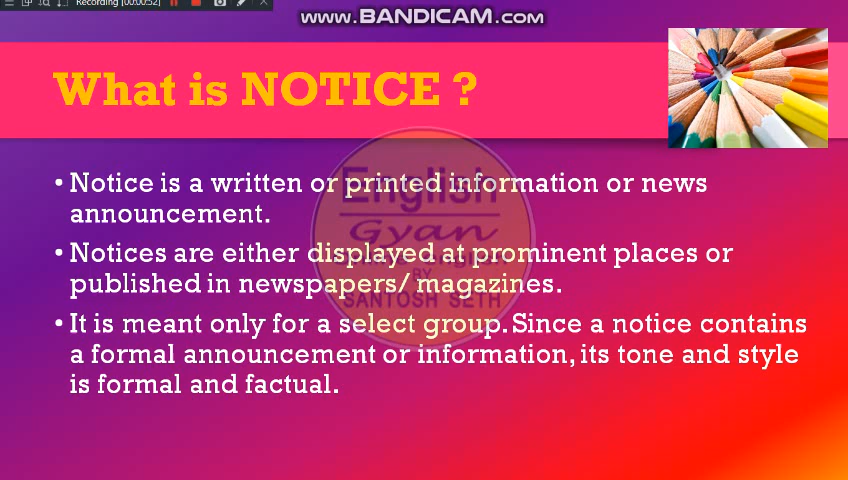 Recording [00:00:52]
www.BANDICAM.com
What is NOTICE ?
• Notice is a written or printed information or news
announcement.
• Notices are either displayed at prominent places or
published in newspapers/ magazines.
• It is meant only for a select group. Since a notice contains
a formal announcement or information, its tone and style
is formal and factual.
English
Gyan
BY
SANTOSH SETH